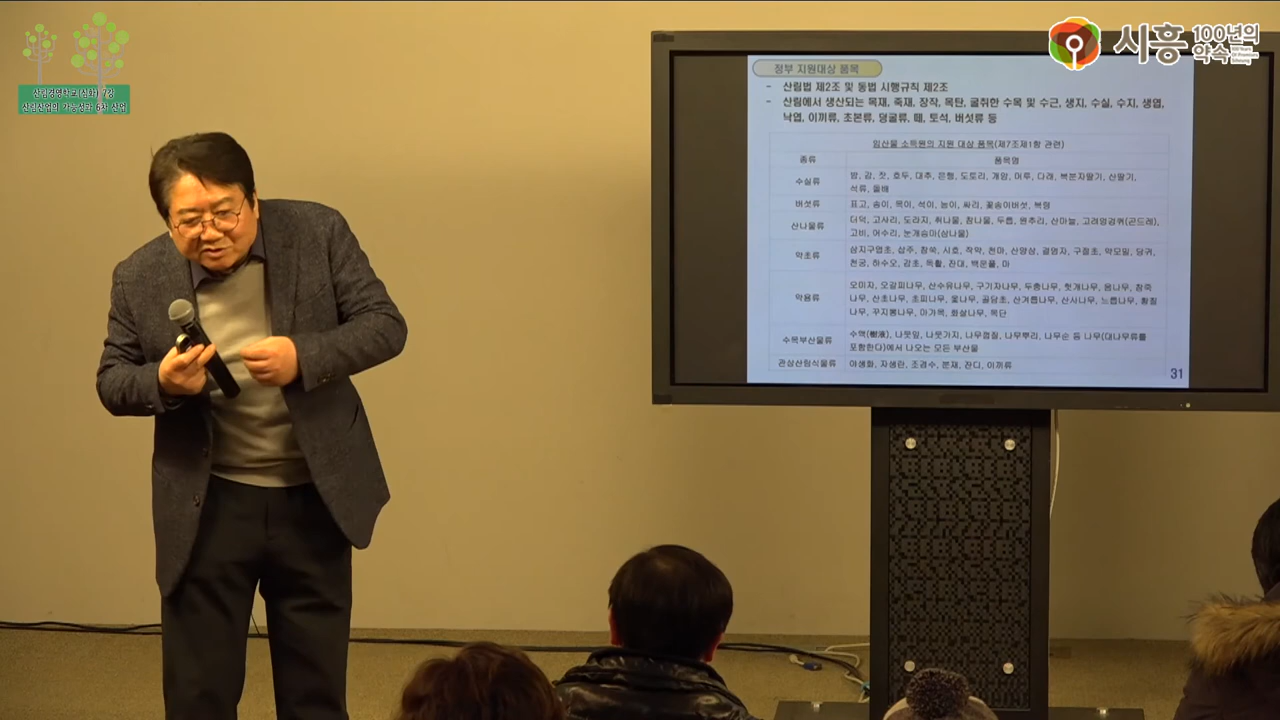 산림경영학교(심화) 7강
산림산업의 가능성과 6차 산업
시흥 100년의 약속
정부 지원대상 품목
- 산림법 제2조 및 동법 시행규칙 제2조
- 산림에서 생산되는 목재, 죽재, 장작, 목탄, 굴취한 수목 및 수근, 생지, 수실, 수지, 생엽,
낙엽, 이끼류, 초본류, 덩굴류, 떼, 토석, 버섯류 등
임산물 소득원의 지원 대상 품목(제7조제1항 관련)
종류 품목명
수실류 밤, 감, 잣, 호두, 대추, 은행, 도토리, 개암, 머루, 다래, 복분자딸기, 산딸기,
석류, 돌배
버섯류 표고, 송이, 목이, 석이, 능이, 싸리, 꽃송이버섯, 복령
산나물류 더덕, 고사리, 도라지, 취나물, 참나물, 두릅, 원추리, 산마늘, 고려엉겅퀴(곤드레),
고비, 어수리, 눈개승마(삼나물)
약초류 삼지구엽초, 삽주, 참쑥, 시호, 작약, 천마, 산양삼, 결명자, 구절초, 약모밀, 당귀,
천궁, 하수오, 감초, 독활, 잔대, 백운풀, 마
약용류 오미자, 오갈피나무, 산수유나무, 구기자나무, 두충나무, 헛개나무, 음나무, 참죽
나무, 산초나무, 초피나무, 옻나무, 골담초, 산겨릅나무, 산사나무, 느릅나무, 황칠
나무, 꾸지뽕나무, 마가목, 화살나무, 목단
수목부산물류 수액(樹液), 나뭇잎, 나뭇가지, 나무껍질, 나무뿌리, 나무순 등 나무(대나무류를
포함한다)에서 나오는 모든 부산물
관상산림식물류 야생화, 자생란, 조경수, 분재, 잔디, 이끼류
31